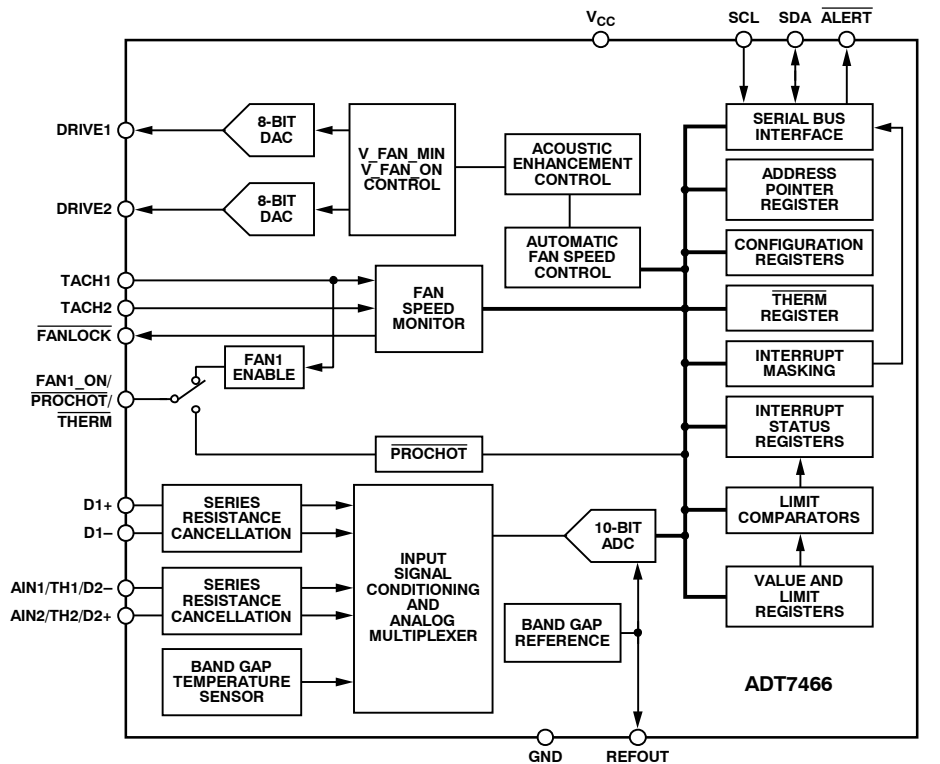 VCC
SCL
SDA
ALERT
DRIVE1
8-BIT
DAC
V_FAN_MIN
V_FAN_ON
CONTROL
ACOUSTIC
ENHANCEMENT
CONTROL
SERIAL BUS
INTERFACE
ADDRESS
POINTER
REGISTER
DRIVE2
8-BIT
DAC
AUTOMATIC
FAN SPEED
CONTROL
CONFIGURATION
REGISTERS
TACH1
TACH2
FANLOCK
FAN
SPEED
MONITOR
THERM
REGISTER
FAN1
ENABLE
INTERRUPT
MASKING
FAN1_ON/
PROCHOT/
THERM
INTERRUPT
STATUS
REGISTERS
PROCHOT
D1+
D1–
SERIES
RESISTANCE
CANCELLATION
INPUT
SIGNAL
CONDITIONING
AND
ANALOG
MULTIPLEXER
10-BIT
ADC
LIMIT
COMPARATORS
AIN1/TH1/D2–
AIN2/TH2/D2+
SERIES
RESISTANCE
CANCELLATION
VALUE AND
LIMIT
REGISTERS
BAND GAP
REFERENCE
BAND GAP
TEMPERATURE
SENSOR
ADT7466
GND
REFOUT